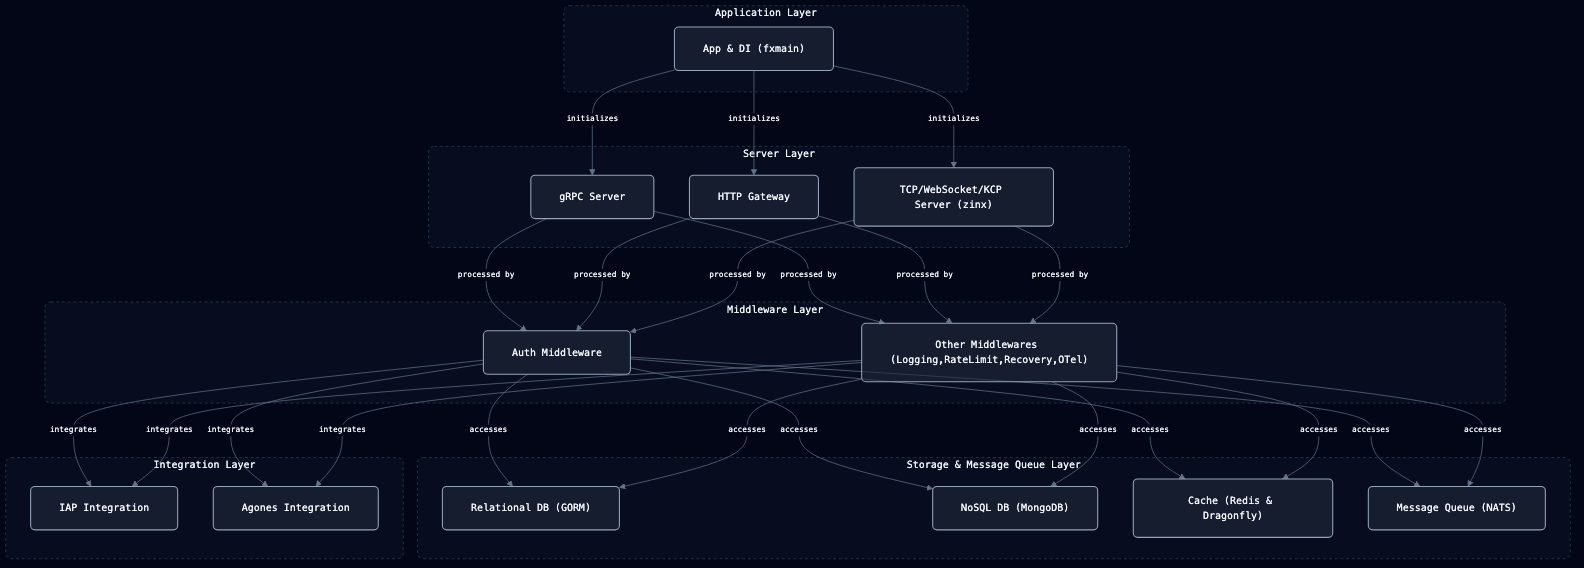 Application Layer
App & DI (fxmain)
initializes
initializes
initializes
Server Layer
gRPC Server
HTTP Gateway
TCP/WebSocket/KCP
Server (zinx)
processed by
processed by
processed by
processed by
processed by
processed by
Middleware Layer
Auth Middleware
Other Middlewares
(Logging,RateLimit,Recovery,OTel)
integrates
integrates
integrates
integrates
accesses
accesses
accesses
accesses
accesses
accesses
accesses
accesses
Integration Layer
IAP Integration
Agones Integration
Storage & Message Queue Layer
Relational DB (GORM)
NoSQL DB (MongoDB)
Cache (Redis &
Dragonfly)
Message Queue (NATS)